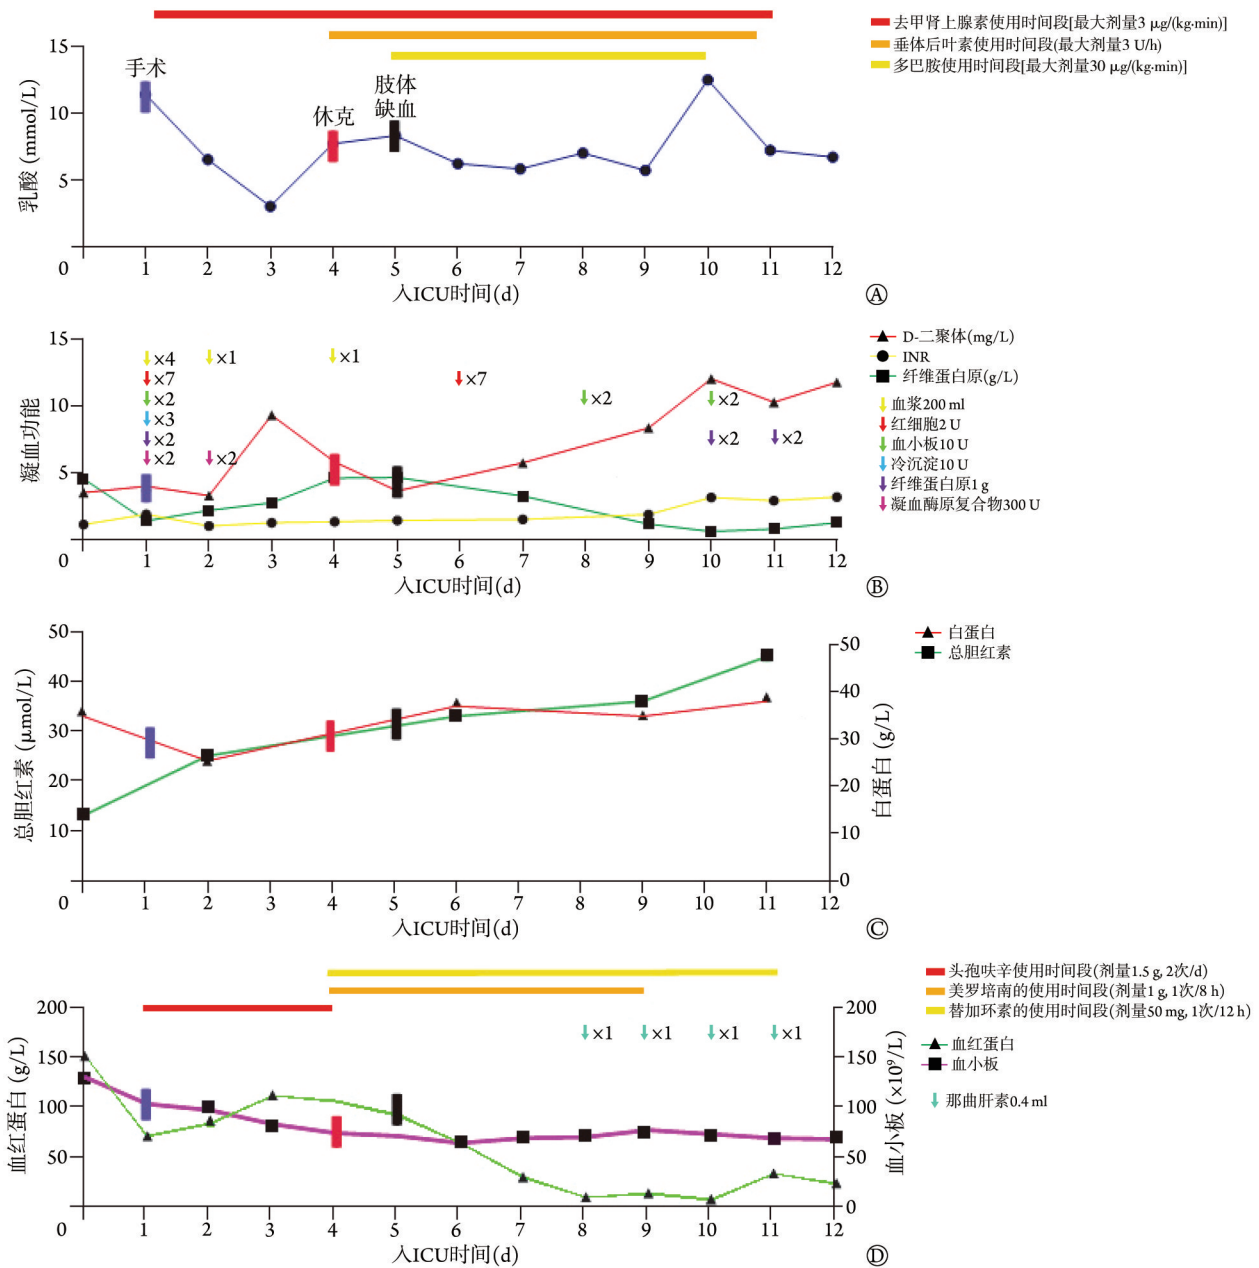 去甲肾上腺素使用时间段[最大剂量3 μg/(kg·min)]
垂体后叶素使用时间段(最大剂量3 U/h)
多巴胺使用时间段[最大剂量30 μg/(kg·min)]
手术
休克
肢体
缺血
乳酸 (mmol/L)
15
10
5
0
1 2 3 4 5 6 7 8 9 10 11 12
入ICU时间(d)
Ⓐ
D-二聚体(mg/L)
INR
纤维蛋白原(g/L)
血浆200 ml
红细胞2 U
血小板10 U
冷沉淀10 U
纤维蛋白原1 g
凝血酶原复合物300 U
凝血功能
15
10
5
×4 ×1 ×1
×7 ×7
×2 ×2 ×2
×3
×2 ×2 ×2
×2 ×2
0 1 2 3 4 5 6 7 8 9 10 11 12
入ICU时间(d)
Ⓑ
白蛋白
总胆红素
总胆红素 (μmol/L)
50
40
30
20
10
白蛋白 (g/L)
50
40
30
20
10
0
0 1 2 3 4 5 6 7 8 9 10 11 12
入ICU时间(d)
Ⓒ
头孢呋辛使用时间段(剂量1.5 g, 2次/d)
美罗培南的使用时间段(剂量1 g, 1次/8 h)
替加环素的使用时间段(剂量50 mg, 1次/12 h)
血红蛋白
血小板
那曲肝素0.4 ml
×1 ×1 ×1 ×1
血红蛋白 (g/L)
200
150
100
50
血小板 (×10⁹/L)
200
150
100
50
0
0 1 2 3 4 5 6 7 8 9 10 11 12
入ICU时间(d)
Ⓓ